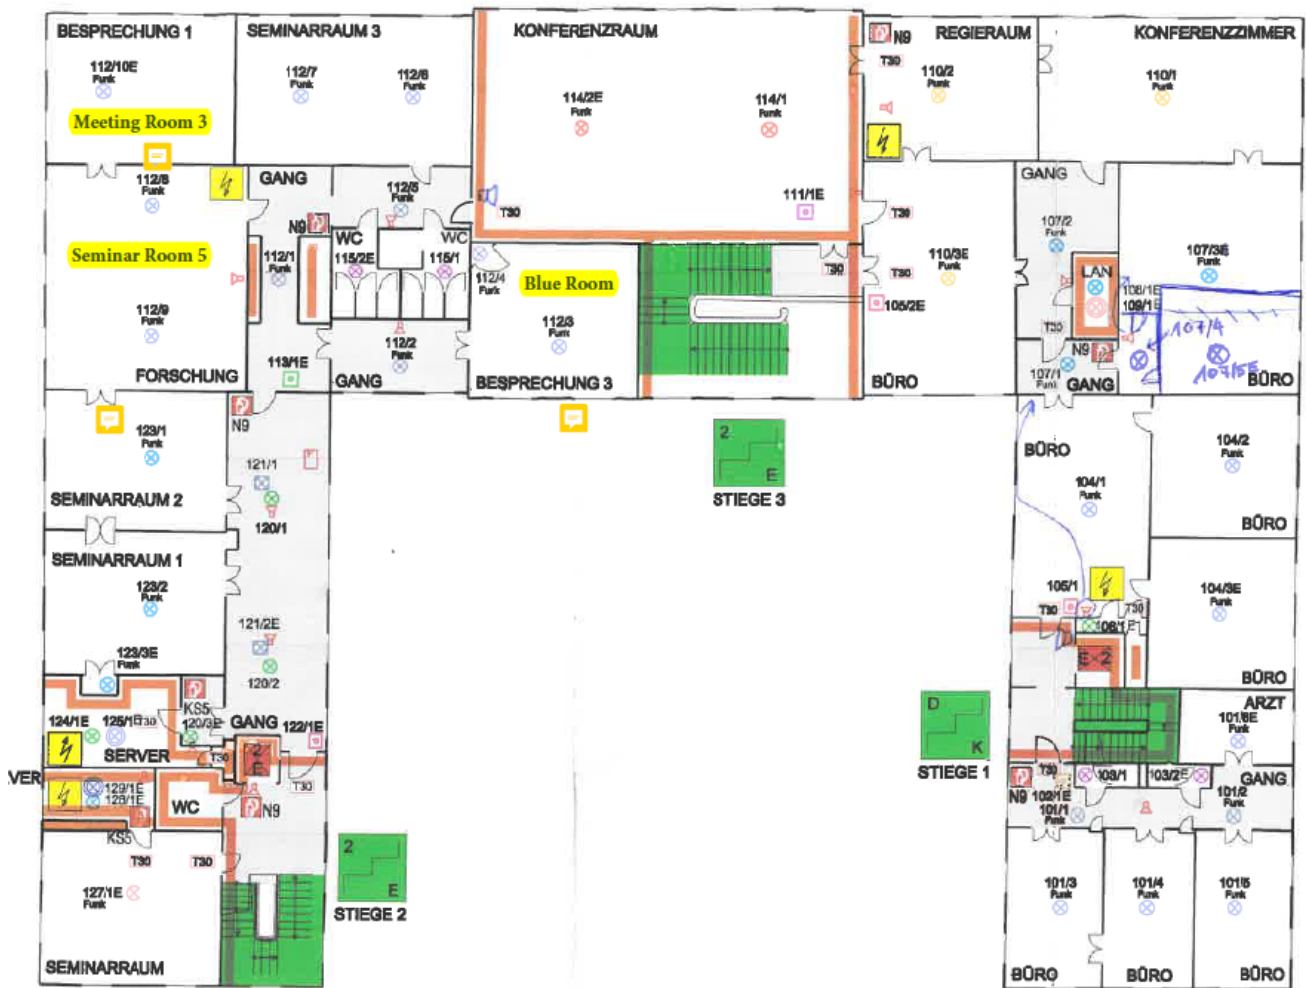 BESPRECHUNG 1
SEMINARRAUM 3
KONFERENZRAUM
N9
REGIERAUM
KONFERENZZIMMER
T30
112/10E
Funk
112/7
Funk
112/6
Funk
114/2E
Funk
114/1
Funk
110/2
Funk
110/1
Funk
Meeting Room 3
112/8
Funk
GANG
112/5
Funk
111/1E
GANG
N9
T30
T30
WC
WC
115/2E
115/1
107/2
Funk
Seminar Room 5
112/1
Funk
112/4
Funk
Blue Room
T30
T30
110/3E
Funk
LAN
107/3E
Funk
108/1E
109/1E
105/2E
112/9
Funk
112/3
Funk
112/2
Funk
107/4
T30
N9
107/5E
FORSCHUNG
113/1E
GANG
BESPRECHUNG 3
BÜRO
107/1
Funk
GANG
BÜRO
N9
123/1
Funk
2
E
STIEGE 3
BÜRO
104/2
Funk
121/1
104/1
Funk
SEMINARRAUM 2
120/1
BÜRO
SEMINARRAUM 1
123/2
Funk
105/1
104/3E
Funk
T30
T30
106/1E
121/2E
123/3E
Funk
120/2
E
2
BÜRO
KS5
ARZT
124/1E
125/1E
T30
120/3E
GANG
122/1E
D
K
STIEGE 1
101/6E
Funk
SERVER
T30
2
E
VER
129/1E
128/1E
WC
T30
N9
N9
T30
102/1E
101/1
Funk
103/1
103/2E
GANG
101/2
Funk
KS5
T30
T30
2
E
STIEGE 2
127/1E
Funk
101/3
Funk
101/4
Funk
101/5
Funk
SEMINARRAUM
BÜRO
BÜRO
BÜRO